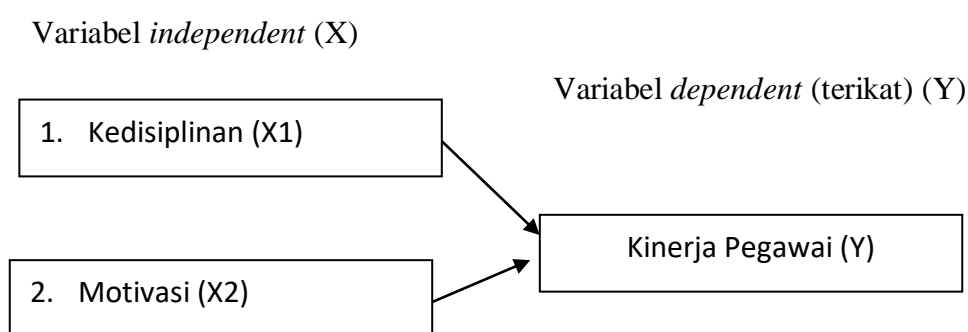 Variabel independent (X)
Variabel dependent (terikat) (Y)
1. Kedisiplinan (X1)
Kinerja Pegawai (Y)
2. Motivasi (X2)